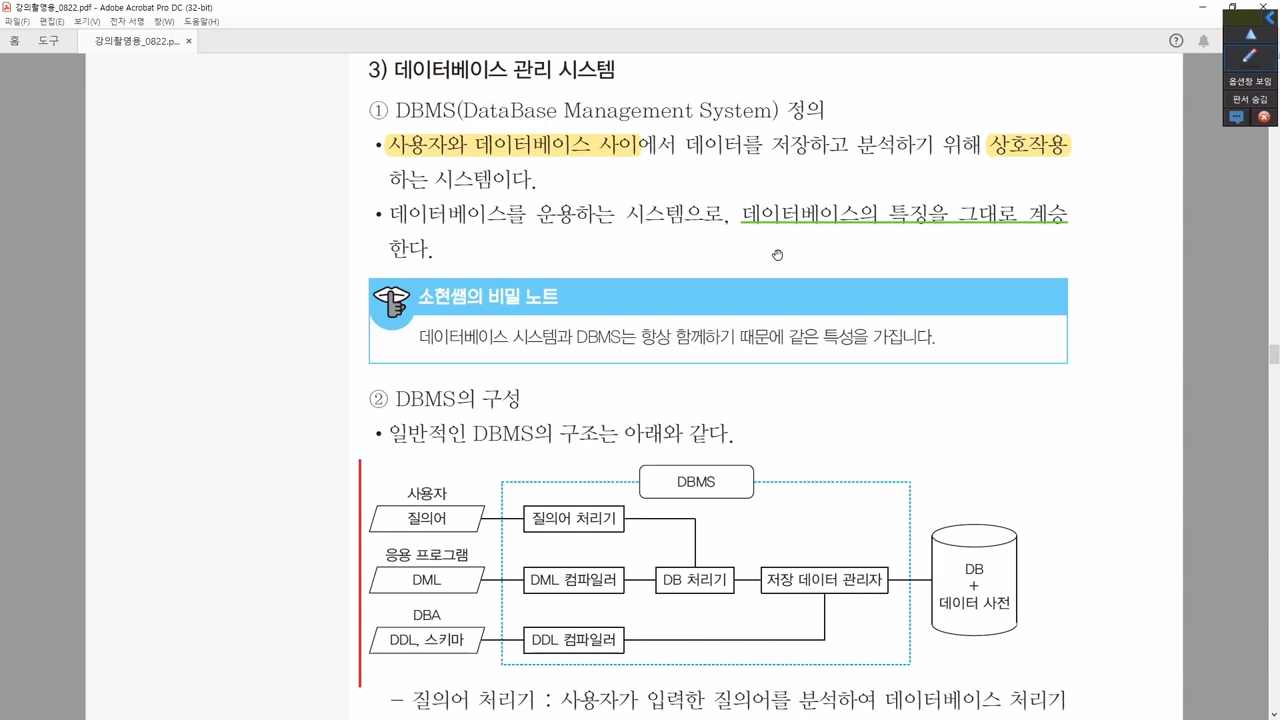 강의촬영용_0822.pdf - Adobe Acrobat Pro DC (32-bit)
파일(F) 편집(E) 보기(V) 전자 서명 창(W) 도움말(H)
홈 도구 강의촬영용_0822.p... ×
옵션창 보임
판서 숨김
3) 데이터베이스 관리 시스템
① DBMS(DataBase Management System) 정의
• 사용자와 데이터베이스 사이에서 데이터를 저장하고 분석하기 위해 상호작용
하는 시스템이다.
• 데이터베이스를 운용하는 시스템으로, 데이터베이스의 특징을 그대로 계승
한다.
소현쌤의 비밀 노트
데이터베이스 시스템과 DBMS는 항상 함께하기 때문에 같은 특성을 가집니다.
② DBMS의 구성
• 일반적인 DBMS의 구조는 아래와 같다.
DBMS
사용자
질의어 질의어 처리기
응용 프로그램
DML DML 컴파일러 DB 처리기 저장 데이터 관리자
DB
+
데이터 사전
DBA
DDL, 스키마 DDL 컴파일러
– 질의어 처리기 : 사용자가 입력한 질의어를 분석하여 데이터베이스 처리기